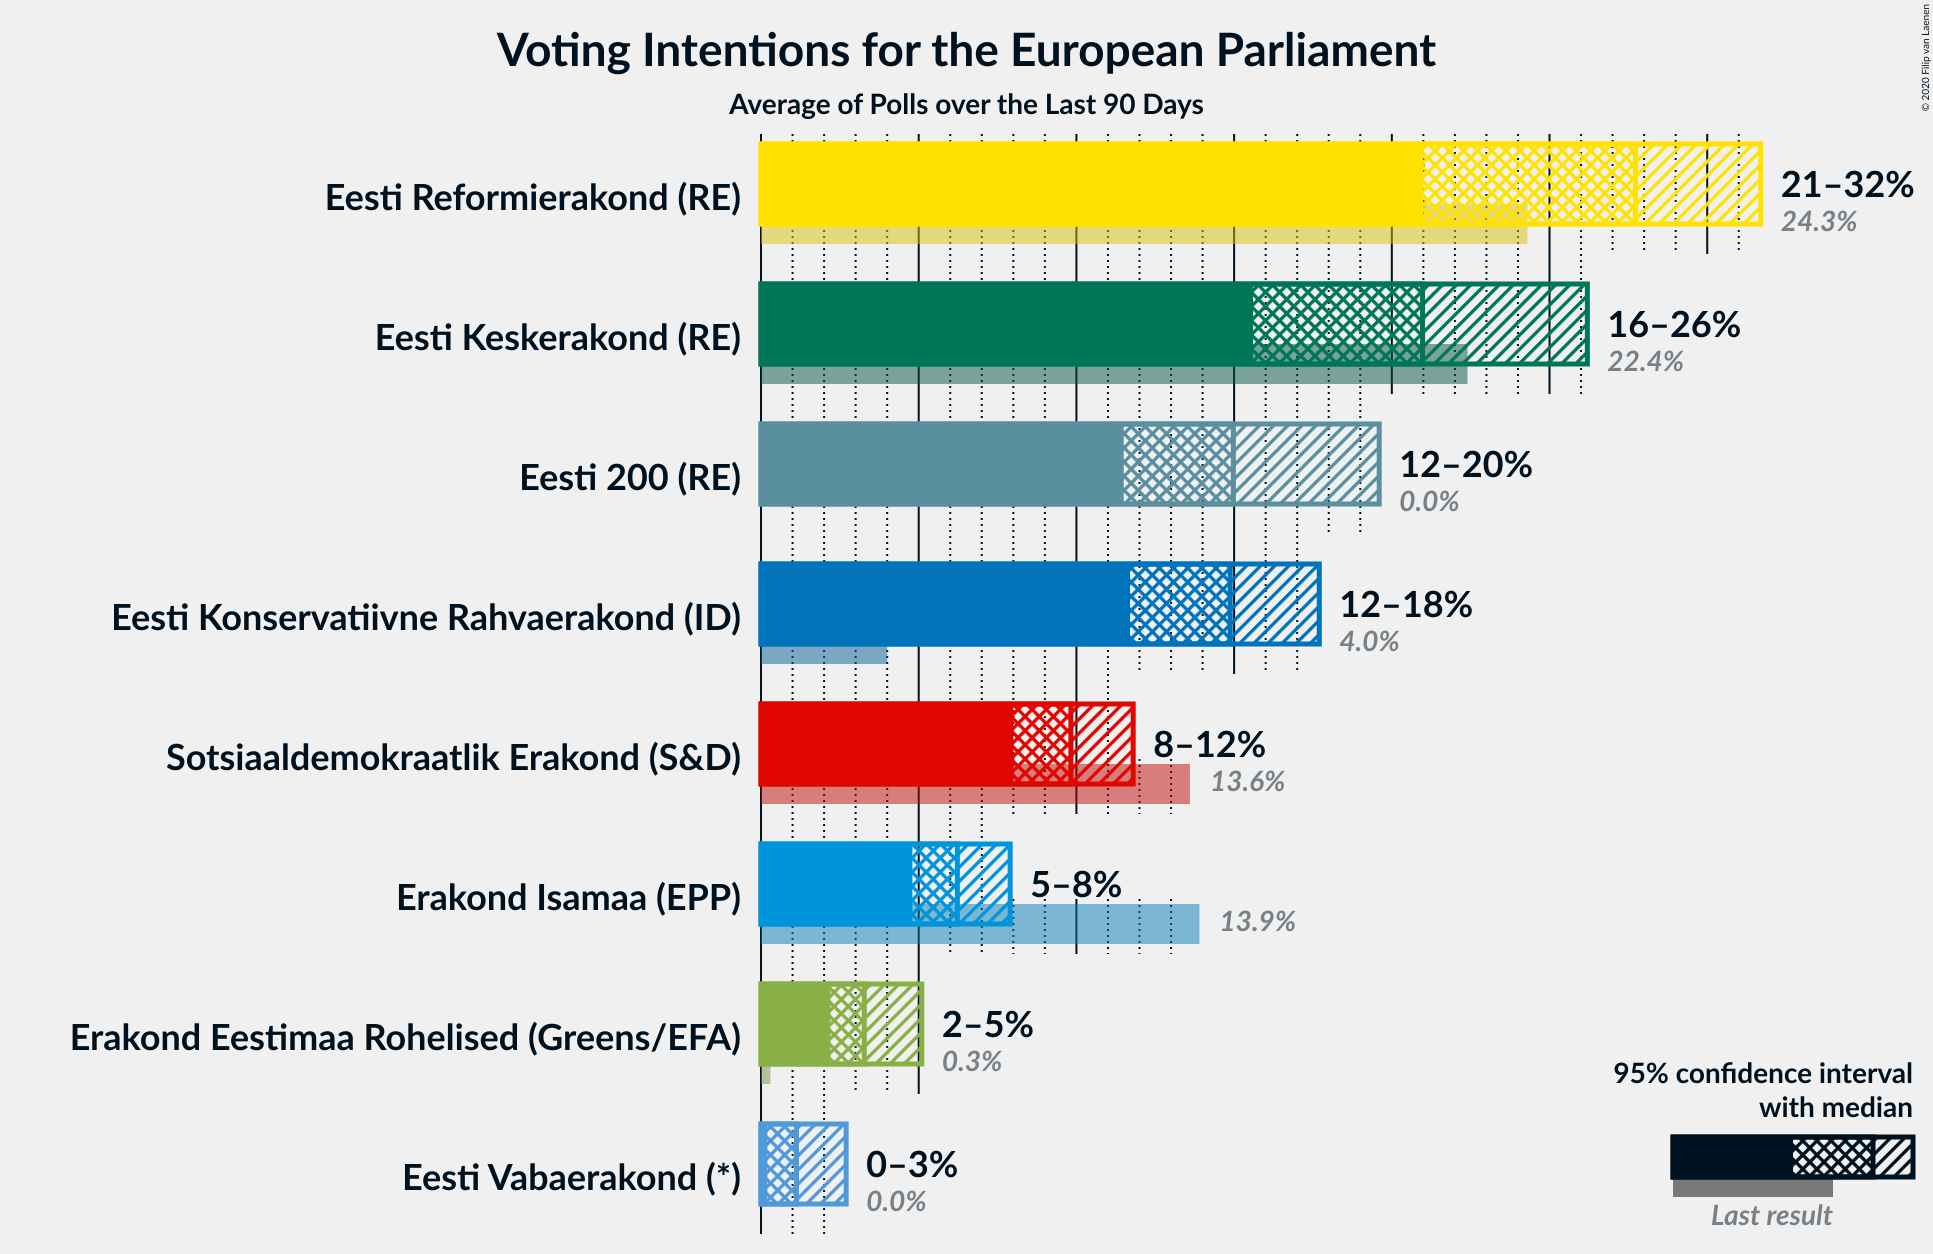 Voting Intentions for the European Parliament
Average of Polls over the Last 90 Days
© 2020 Filip van Laenen
Eesti Reformierakond (RE)
21–32%
24.3%
Eesti Keskerakond (RE)
16–26%
22.4%
Eesti 200 (RE)
12–20%
0.0%
Eesti Konservatiivne Rahvaerakond (ID)
12–18%
4.0%
Sotsiaaldemokraatlik Erakond (S&D)
8–12%
13.6%
Erakond Isamaa (EPP)
5–8%
13.9%
Erakond Eestimaa Rohelised (Greens/EFA)
2–5%
0.3%
Eesti Vabaerakond (*)
0–3%
0.0%
95% confidence interval
with median
Last result